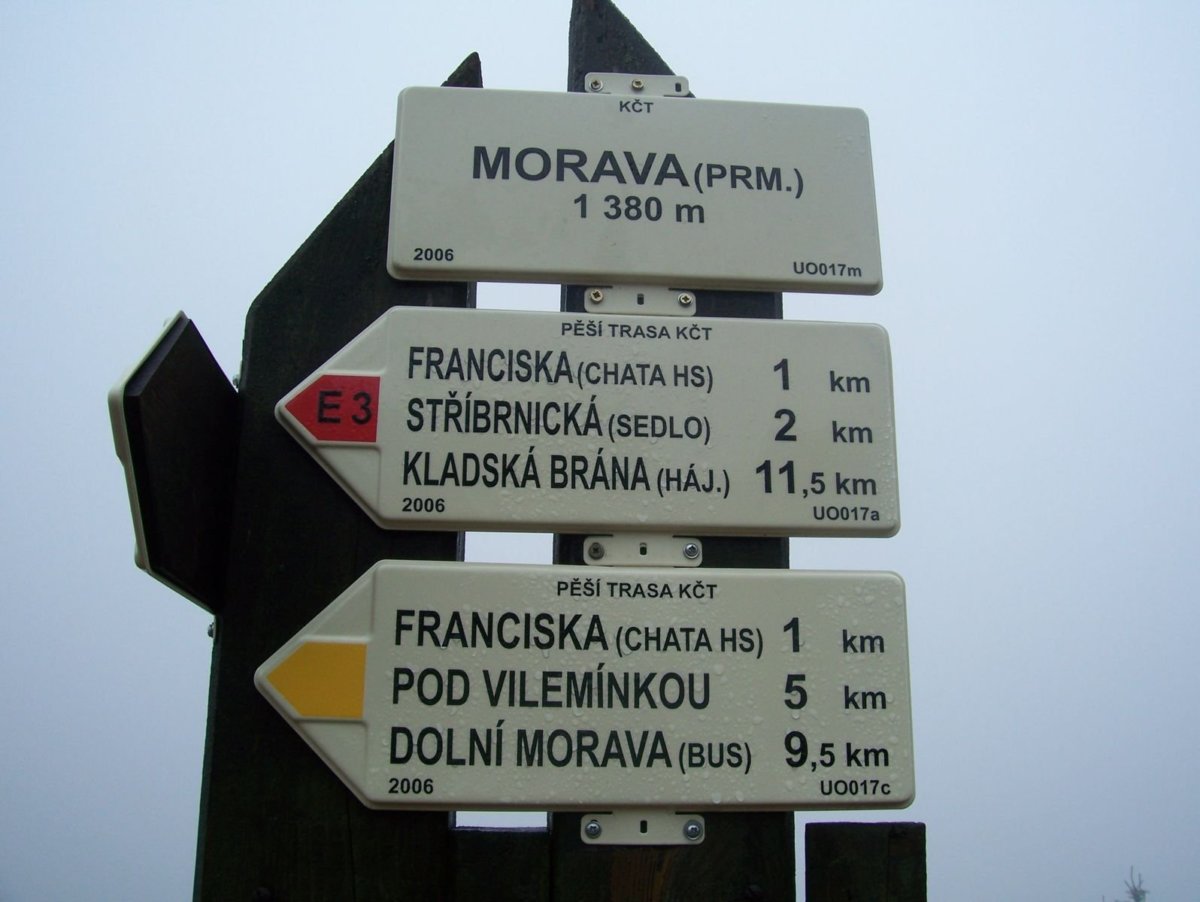 KČT
MORAVA (PRM.)
1 380 m
2006 UO017m
PĚŠÍ TRASA KČT
FRANCISKA (CHATA HS) 1 km
E 3
STŘÍBRNICKÁ (SEDLO) 2 km
KLADSKÁ BRÁNA (HÁJ.) 11,5 km
2006 UO017a
PĚŠÍ TRASA KČT
FRANCISKA (CHATA HS) 1 km
POD VILEMÍNKOU 5 km
DOLNÍ MORAVA (BUS) 9,5 km
2006 UO017c